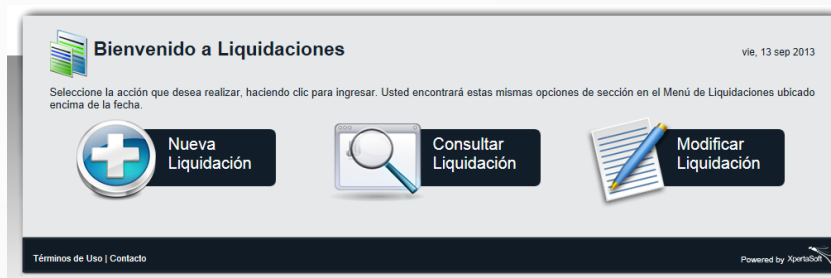 Bienvenido a Liquidaciones
vie, 13 sep 2013
Seleccione la acción que desea realizar, haciendo clic para ingresar. Usted encontrará estas mismas opciones de sección en el Menú de Liquidaciones ubicado
encima de la fecha.
Nueva
Liquidación
Consultar
Liquidación
Modificar
Liquidación
Términos de Uso | Contacto
Powered by XpertaSoft